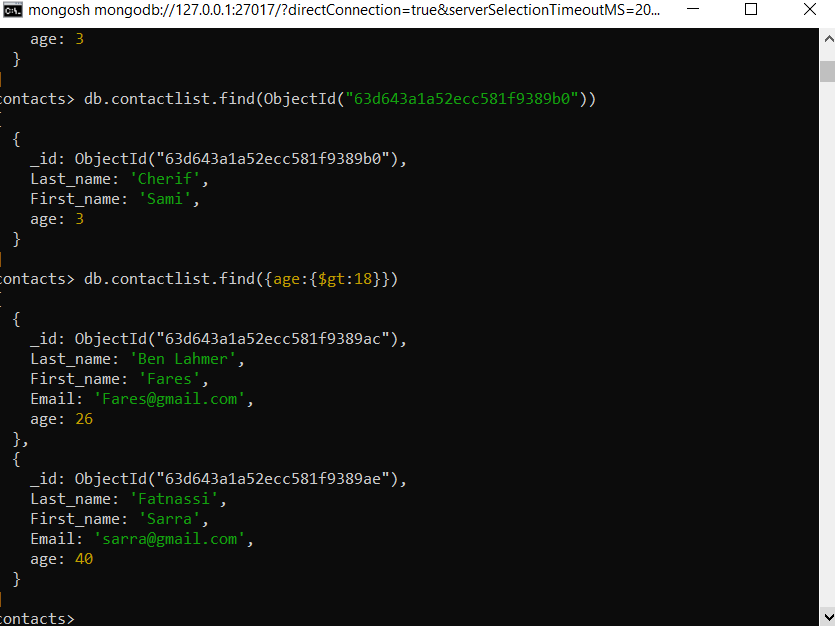 mongosh mongodb://127.0.0.1:27017/?directConnection=true&serverSelectionTimeoutMS=20...
age: 3
}
contacts> db.contactlist.find(ObjectId("63d643a1a52ecc581f9389b0"))
{
_id: ObjectId("63d643a1a52ecc581f9389b0"),
Last_name: 'Cherif',
First_name: 'Sami',
age: 3
}
contacts> db.contactlist.find({age:{$gt:18}})
{
_id: ObjectId("63d643a1a52ecc581f9389ac"),
Last_name: 'Ben Lahmer',
First_name: 'Fares',
Email: 'Fares@gmail.com',
age: 26
},
{
_id: ObjectId("63d643a1a52ecc581f9389ae"),
Last_name: 'Fatnassi',
First_name: 'Sarra',
Email: 'sarra@gmail.com',
age: 40
}
contacts>